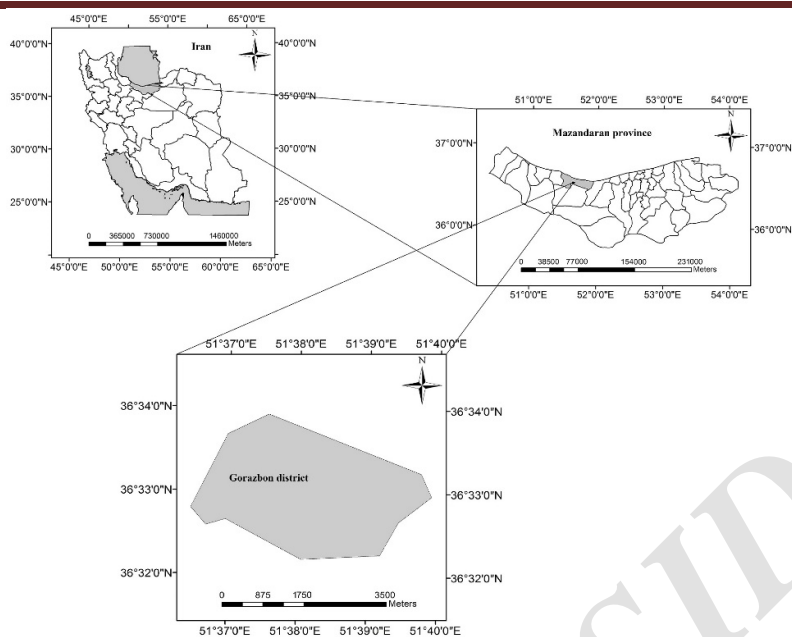 45°0'0"E 55°0'0"E 65°0'0"E
40°0'0"N
35°0'0"N
30°0'0"N
25°0'0"N
Iran
N
40°0'0"N
35°0'0"N
30°0'0"N
25°0'0"N
0 365000 730000 1460000
Meters
45°0'0"E 50°0'0"E 55°0'0"E 60°0'0"E 65°0'0"E
51°0'0"E 52°0'0"E 53°0'0"E 54°0'0"E
37°0'0"N
36°0'0"N
Mazandaran province
N
37°0'0"N
36°0'0"N
0 38500 77000 154000 231000
Meters
51°0'0"E 52°0'0"E 53°0'0"E 54°0'0"E
51°37'0"E 51°38'0"E 51°39'0"E 51°40'0"E
N
36°34'0"N
36°33'0"N
36°32'0"N
Gorazbon district
36°34'0"N
36°33'0"N
36°32'0"N
0 875 1750 3500
Meters
51°37'0"E 51°38'0"E 51°39'0"E 51°40'0"E
SID